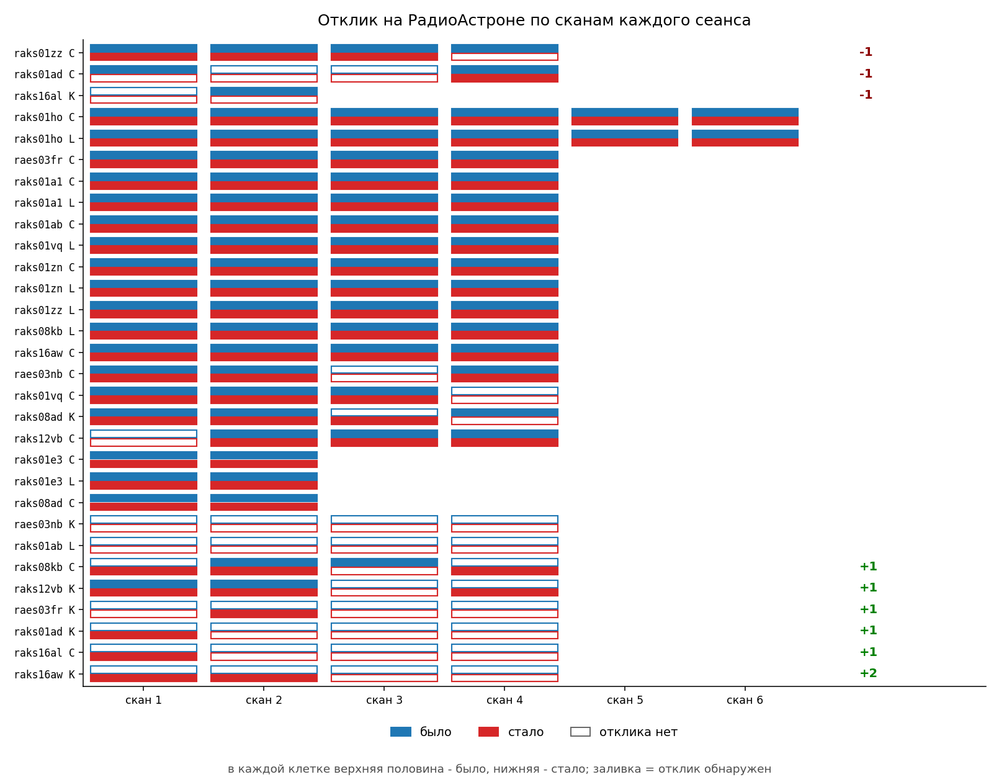 Отклик на РадиоАстроне по сканам каждого сеанса
raks01zz C -1
raks01ad C -1
raks16al K -1
raks01ho C
raks01ho L
raes03fr C
raks01a1 C
raks01a1 L
raks01ab C
raks01vq L
raks01zn C
raks01zn L
raks01zz L
raks08kb L
raks16aw C
raes03nb C
raks01vq C
raks08ad K
raks12vb C
raks01e3 C
raks01e3 L
raks08ad C
raes03nb K
raks01ab L
raks08kb C +1
raks12vb K +1
raes03fr K +1
raks01ad K +1
raks16al C +1
raks16aw K +2
скан 1 скан 2 скан 3 скан 4 скан 5 скан 6
было стало отклика нет
в каждой клетке верхняя половина - было, нижняя - стало; заливка = отклик обнаружен